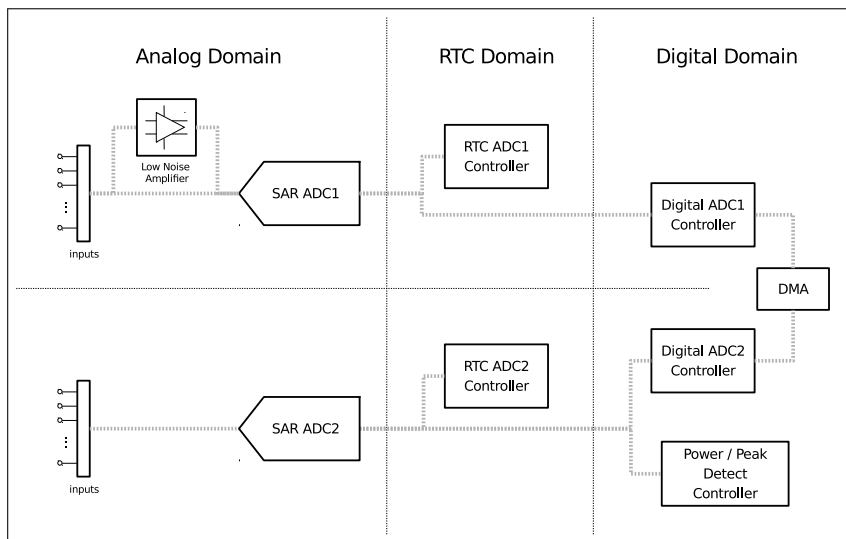 Analog Domain
RTC Domain
Digital Domain
Low Noise
Amplifier
RTC ADC1
Controller
SAR ADC1
Digital ADC1
Controller
inputs
DMA
RTC ADC2
Controller
Digital ADC2
Controller
SAR ADC2
Power / Peak
Detect
Controller
inputs